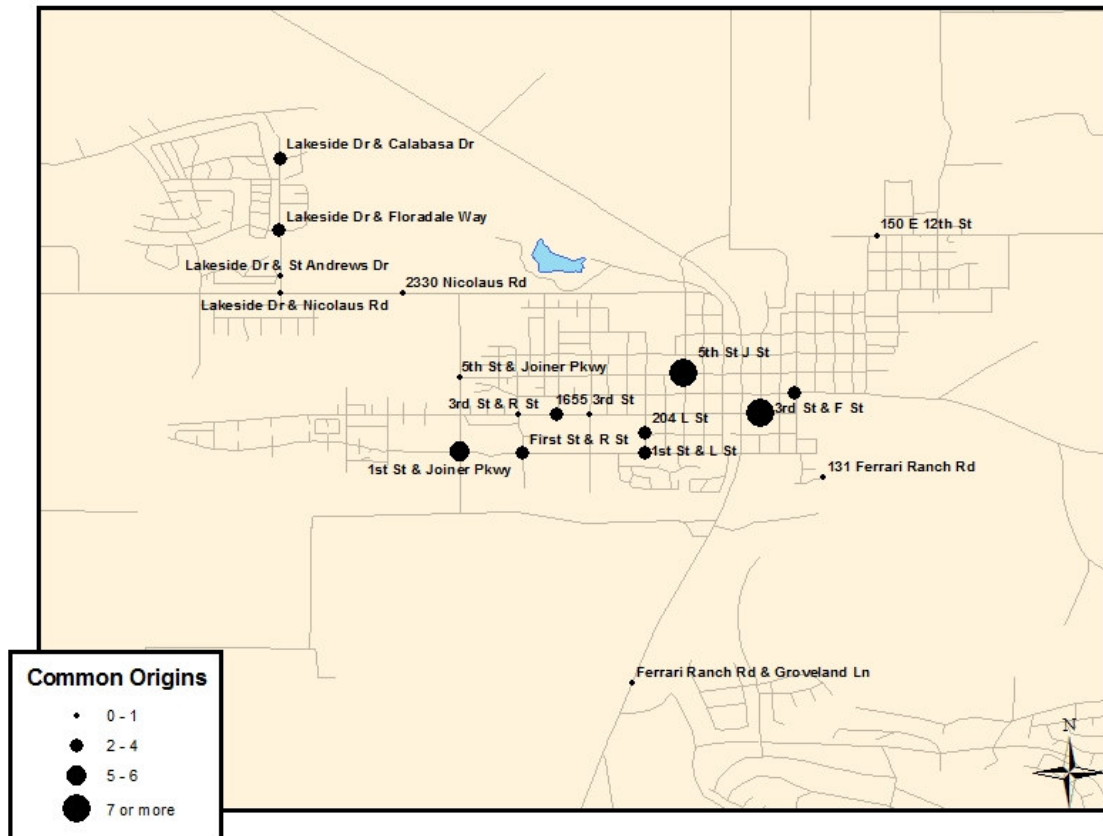 Lakeside Dr & Calabasa Dr
Lakeside Dr & Floradale Way
150 E 12th St
Lakeside Dr & St Andrews Dr
2330 Nicolaus Rd
Lakeside Dr & Nicolaus Rd
5th St J St
5th St & Joiner Pkwy
3rd St & R St
1655 3rd St
3rd St & F St
204 L St
First St & R St
1st St & L St
1st St & Joiner Pkwy
131 Ferrari Ranch Rd
Ferrari Ranch Rd & Groveland Ln
Common Origins
0 - 1
2 - 4
5 - 6
7 or more
N